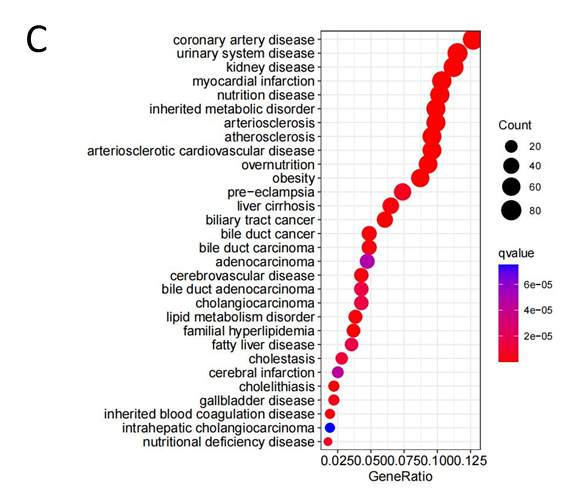 C
coronary artery disease
urinary system disease
kidney disease
myocardial infarction
nutrition disease
inherited metabolic disorder
arteriosclerosis
atherosclerosis
arteriosclerotic cardiovascular disease
overnutrition
obesity
pre-eclampsia
liver cirrhosis
biliary tract cancer
bile duct cancer
bile duct carcinoma
adenocarcinoma
cerebrovascular disease
bile duct adenocarcinoma
cholangiocarcinoma
lipid metabolism disorder
familial hyperlipidemia
fatty liver disease
cholestasis
cerebral infarction
cholelithiasis
gallbladder disease
inherited blood coagulation disease
intrahepatic cholangiocarcinoma
nutritional deficiency disease
0.0250.0500.0750.1000.125
GeneRatio
Count
20
40
60
80
qvalue
6e-05
4e-05
2e-05